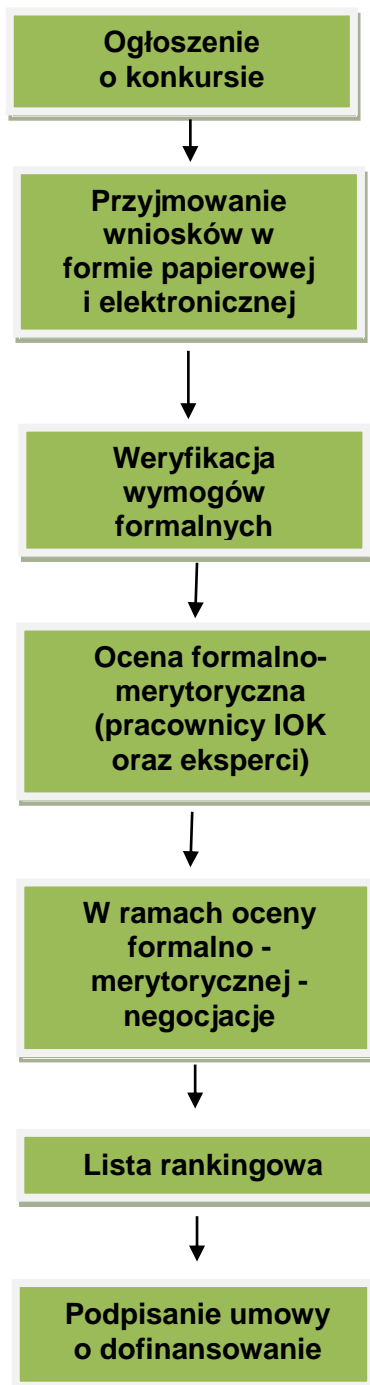 Ogłoszenie
o konkursie
Przyjmowanie
wniosków w
formie papierowej
i elektronicznej
Weryfikacja
wymogów
formalnych
Ocena formalno-
merytoryczna
(pracownicy IOK
oraz eksperci)
W ramach oceny
formalno -
merytorycznej -
negocjacje
Lista rankingowa
Podpisanie umowy
o dofinansowanie